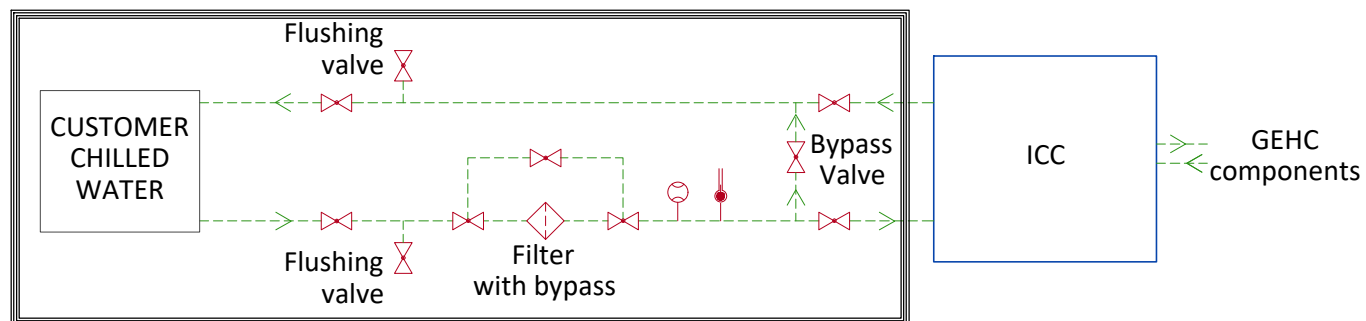 Flushing
valve
CUSTOMER
CHILLED
WATER
Bypass
Valve
ICC
GEHC
components
Flushing
valve
Filter
with bypass